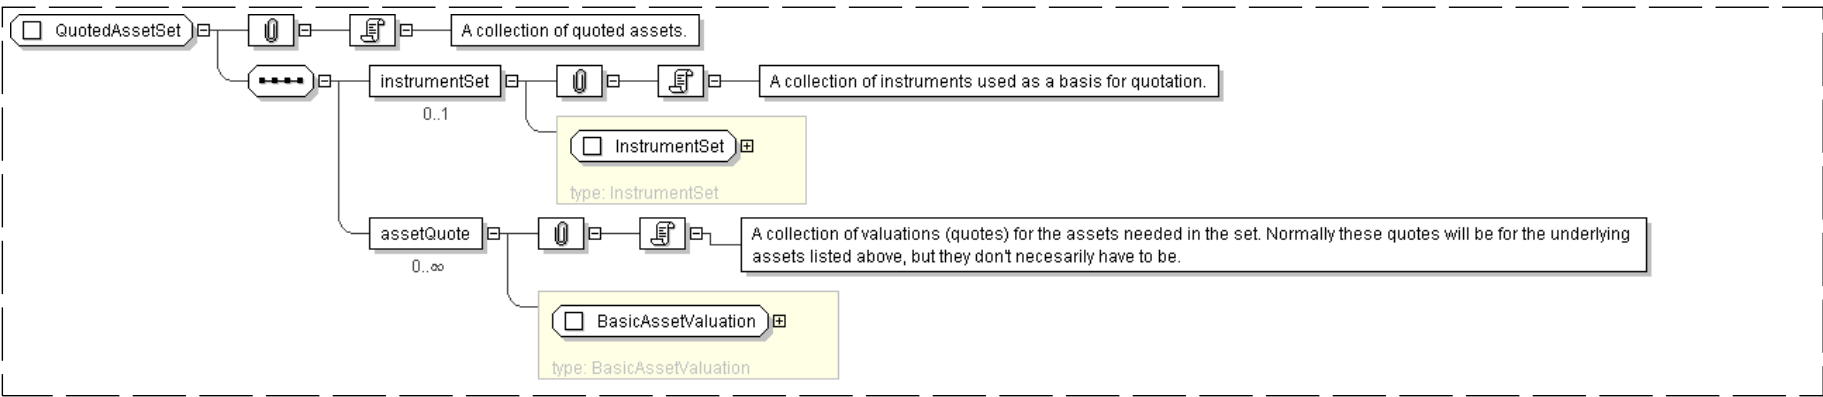 QuotedAssetSet
A collection of quoted assets.
instrumentSet
A collection of instruments used as a basis for quotation.
0..1
InstrumentSet
type: InstrumentSet
assetQuote
A collection of valuations (quotes) for the assets needed in the set. Normally these quotes will be for the underlying
assets listed above, but they don't necesarily have to be.
0..∞
BasicAssetValuation
type: BasicAssetValuation